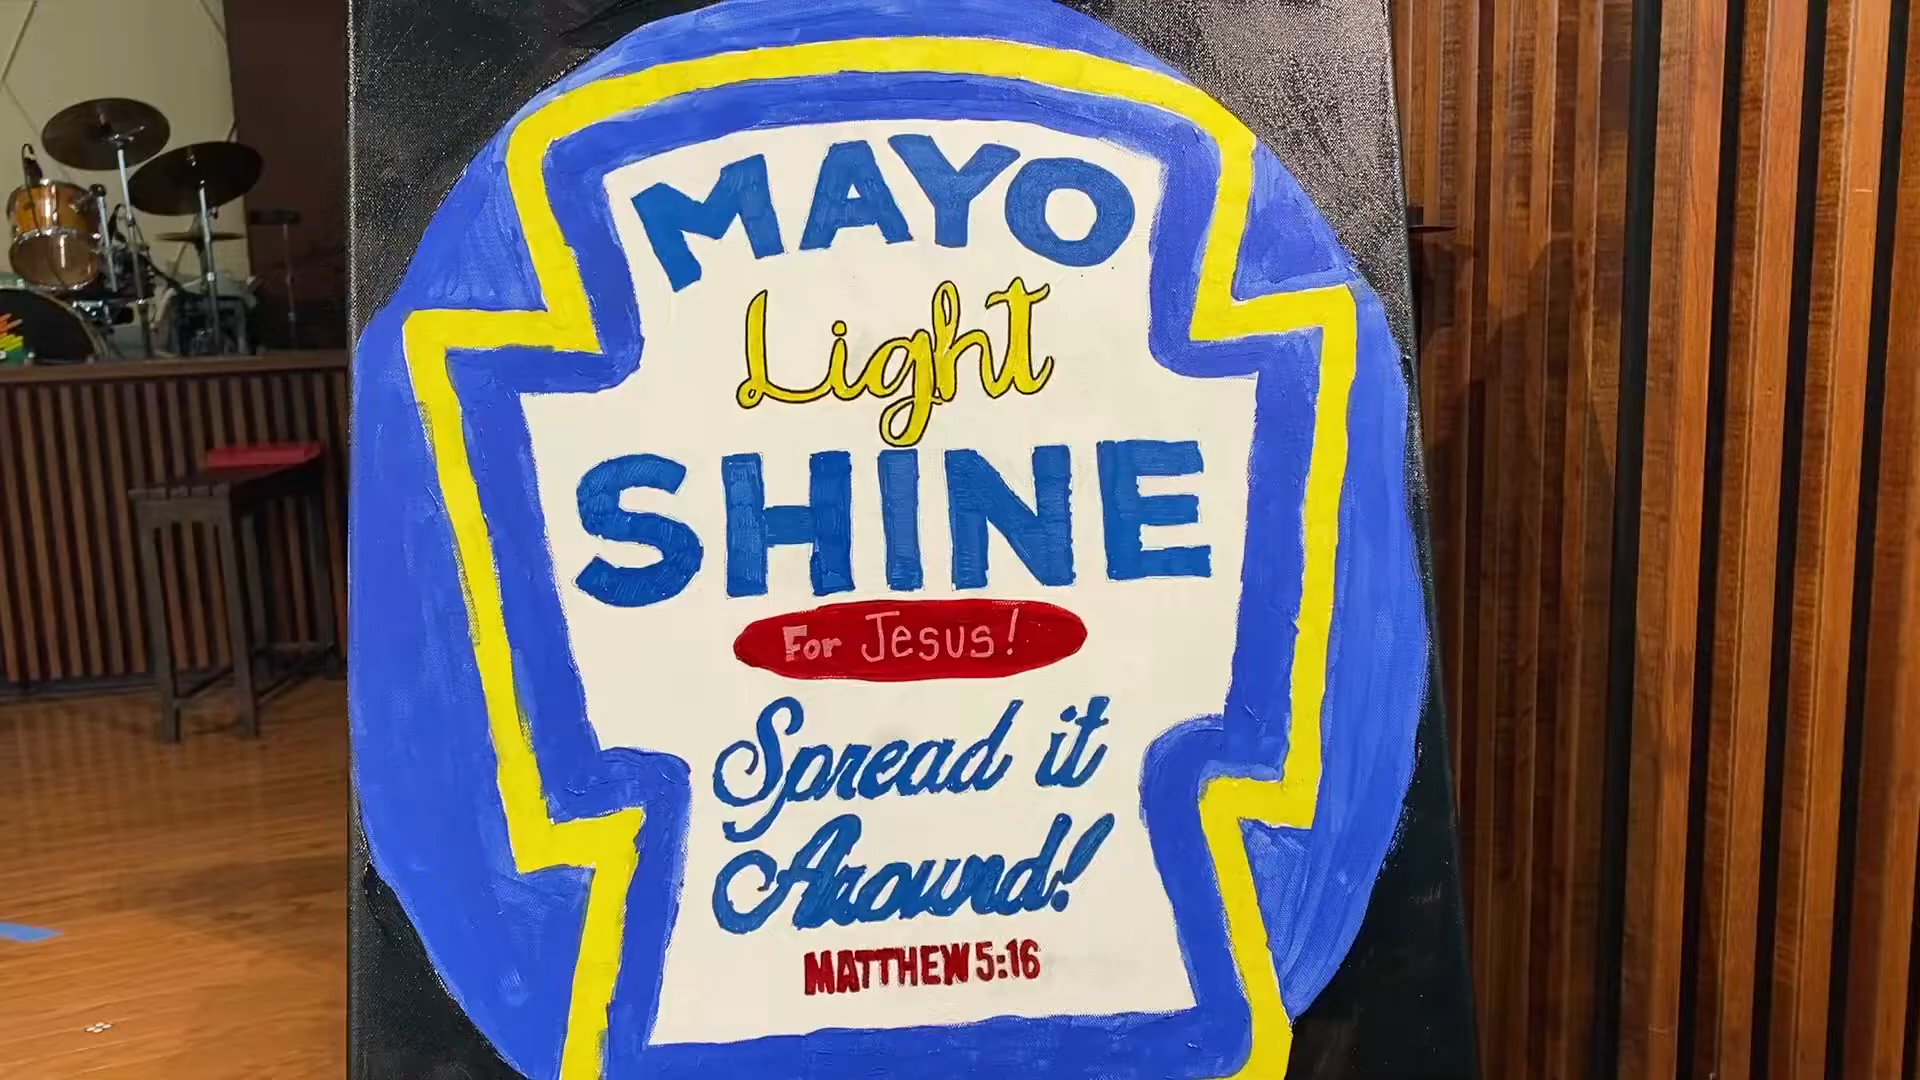 MAYO
Light
SHINE
For Jesus!
Spread it
Around!
MATTHEW 5:16